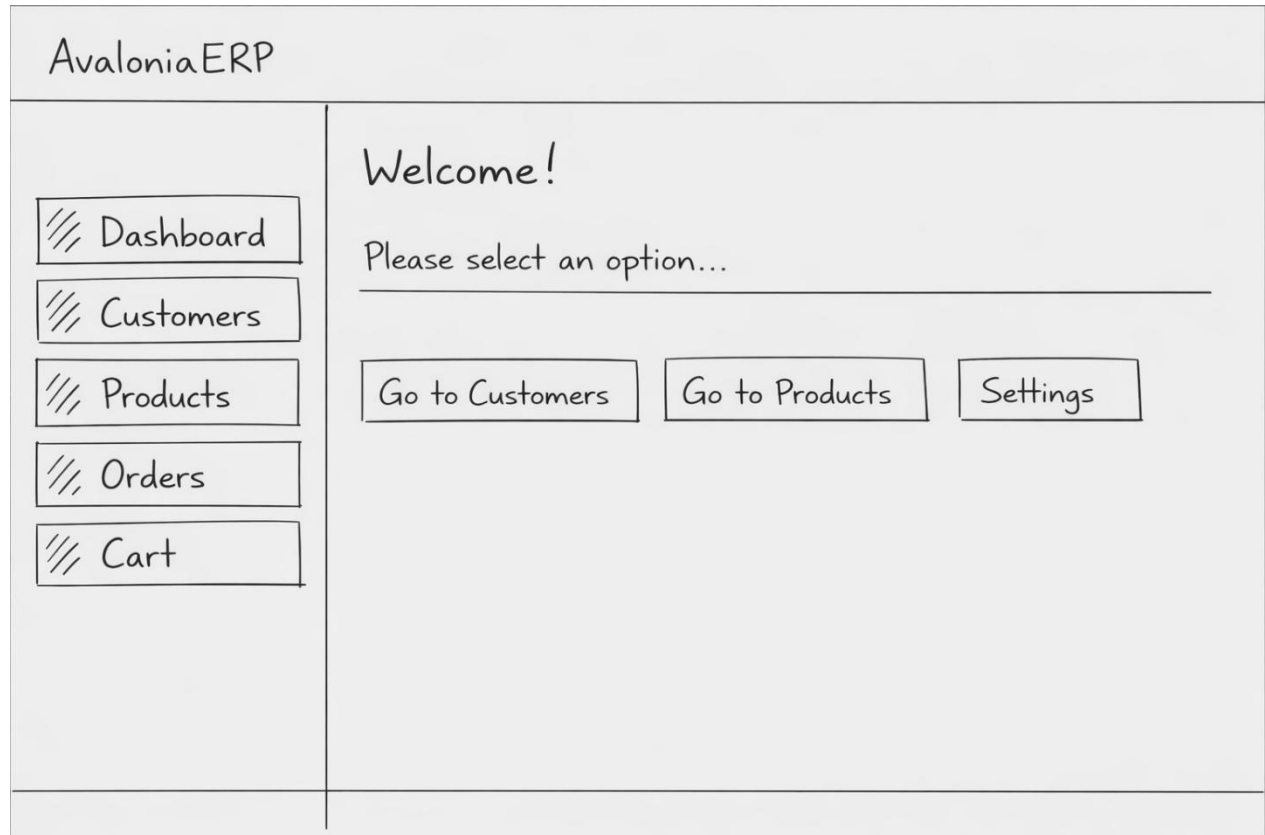 AvaloniaERP
Dashboard
Customers
Products
Orders
Cart
Welcome!
Please select an option...
Go to Customers
Go to Products
Settings